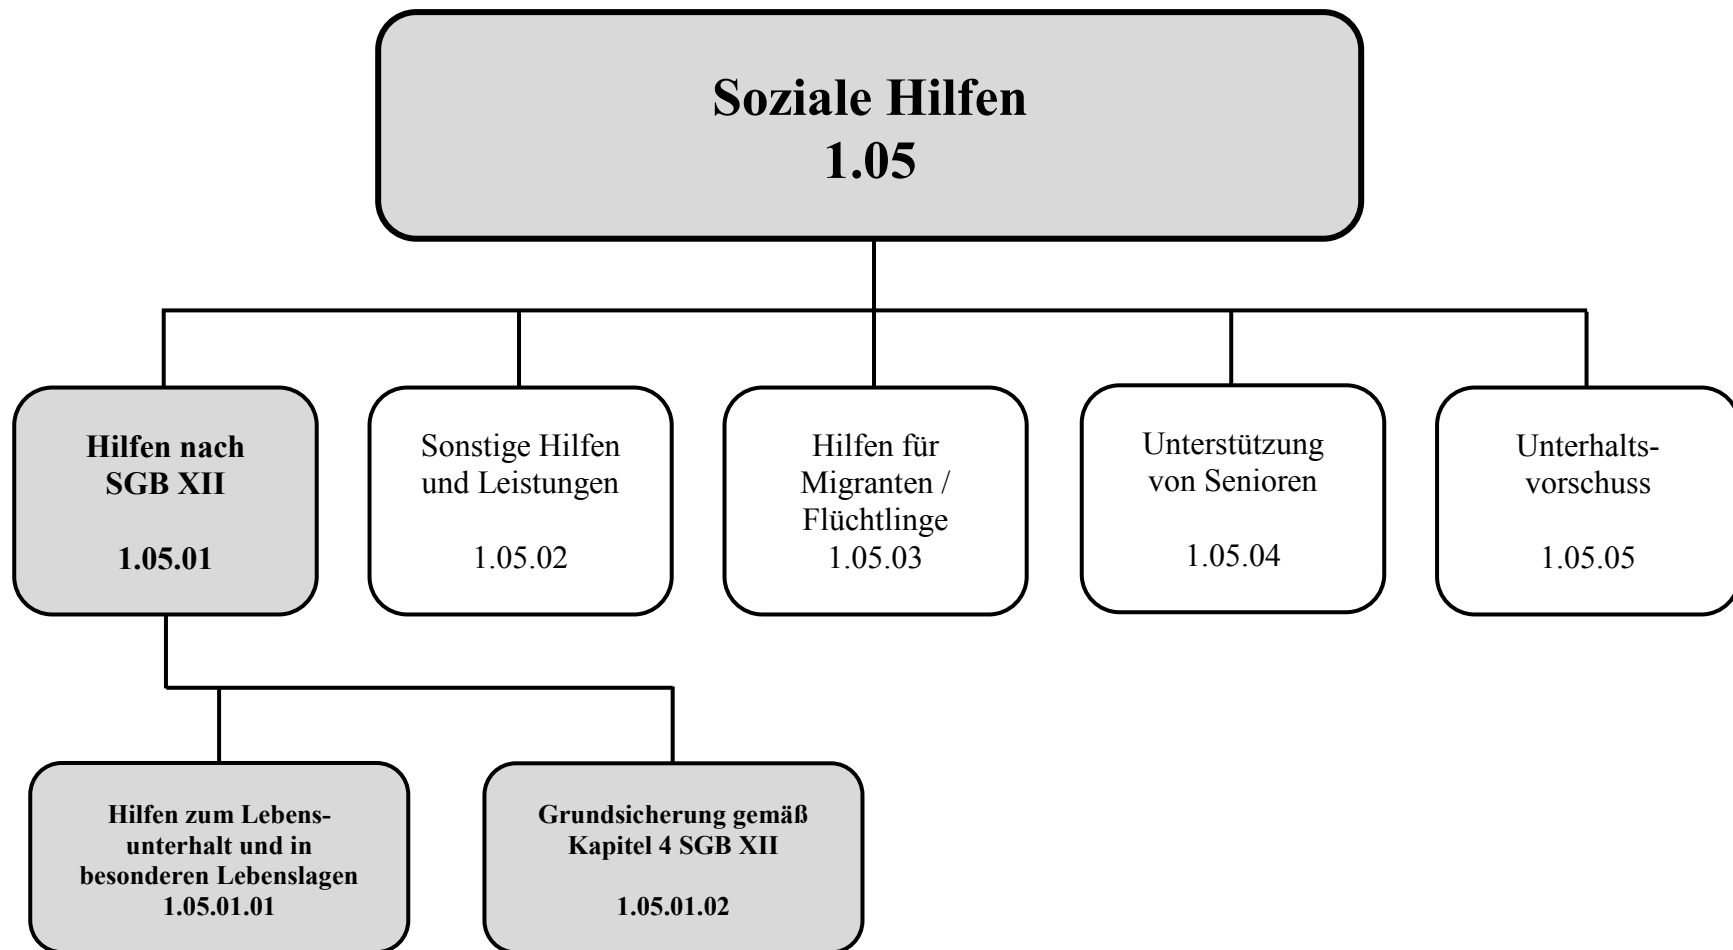 Soziale Hilfen
1.05
Hilfen nach
SGB XII
1.05.01
Sonstige Hilfen
und Leistungen
1.05.02
Hilfen für
Migranten /
Flüchtlinge
1.05.03
Unterstützung
von Senioren
1.05.04
Unterhalts-
vorschuss
1.05.05
Hilfen zum Lebens-
unterhalt und in
besonderen Lebenslagen
1.05.01.01
Grundsicherung gemäß
Kapitel 4 SGB XII
1.05.01.02